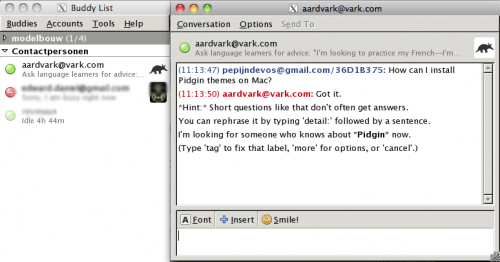 Buddy List
Buddies Accounts Tools Help
modelbouw (1/4)
Contactpersonen
aardvark@vark.com
Ask language learners for advice:...
Sorry, I am busy right now
Idle 4h 44m
aardvark@vark.com
Conversation Options Send To
aardvark@vark.com
Ask language learners for advice: "I'm looking to practice my French---I'm...
(11:13:47) pepijndevos@gmail.com/36D1B375: How can I install
Pidgin themes on Mac?
(11:13:50) aardvark@vark.com: Got it.
*Hint:* Short questions like that don't often get answers.
You can rephrase it by typing 'detail:' followed by a sentence.
I'm looking for someone who knows about *Pidgin* now.
(Type 'tag' to fix that label, 'more' for options, or 'cancel'.)
A Font Insert Smile!